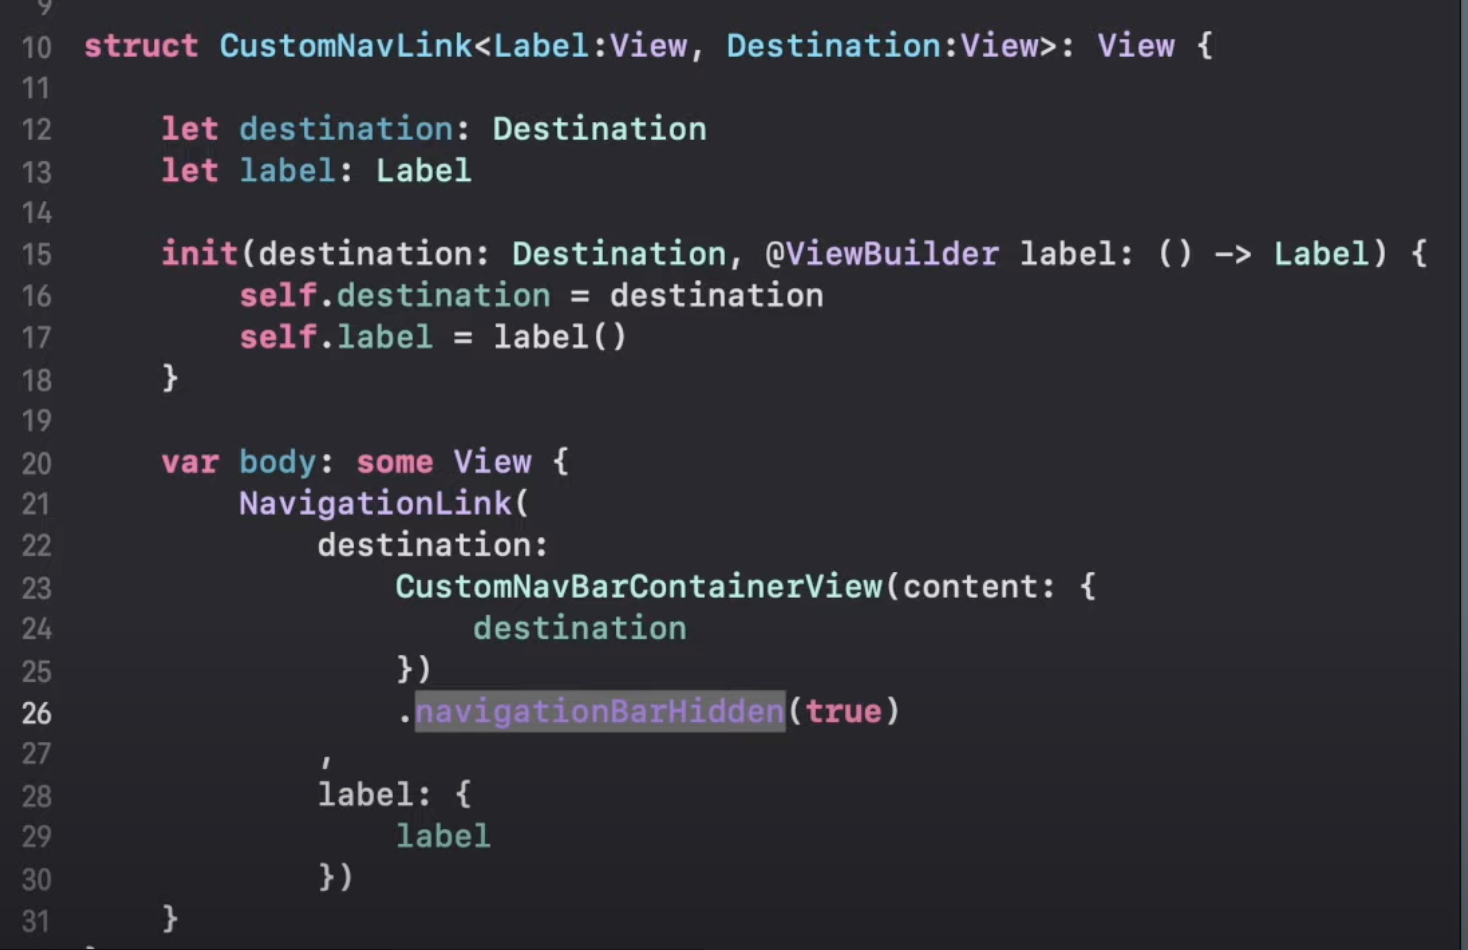 9
10 struct CustomNavLink<Label:View, Destination:View>: View {
11
12     let destination: Destination
13     let label: Label
14
15     init(destination: Destination, @ViewBuilder label: () -> Label) {
16         self.destination = destination
17         self.label = label()
18     }
19
20     var body: some View {
21         NavigationLink(
22             destination:
23                 CustomNavBarContainerView(content: {
24                     destination
25                 })
26                 .navigationBarHidden(true)
27             ,
28             label: {
29                 label
30             })
31     }